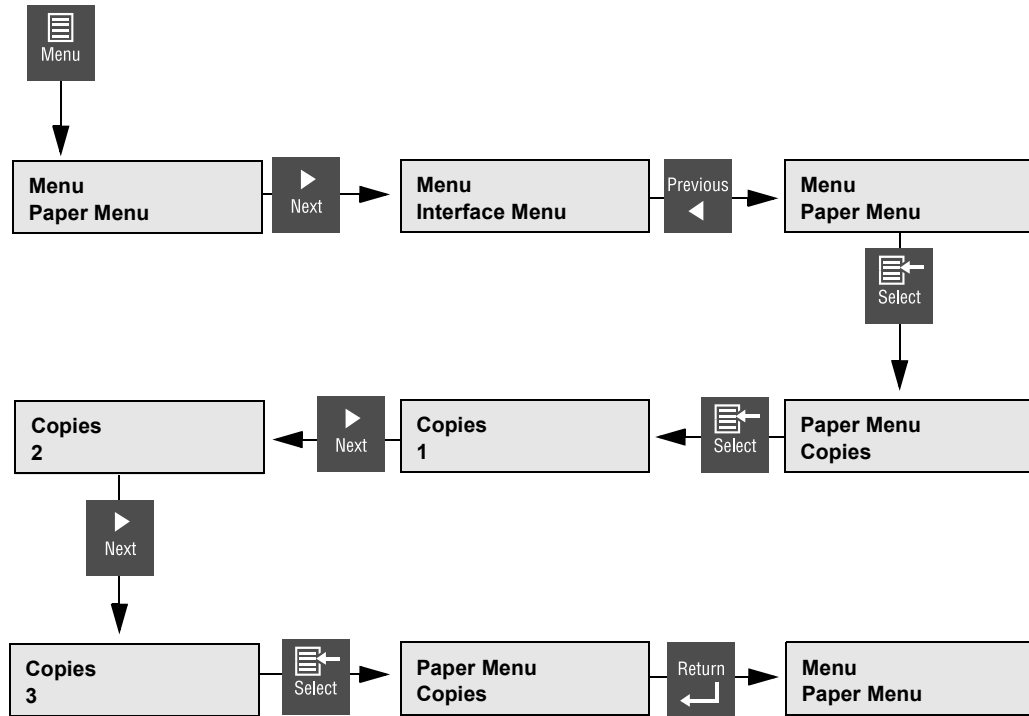 Menu
Menu
Paper Menu
Next
Menu
Interface Menu
Previous
Menu
Paper Menu
Select
Paper Menu
Copies
Select
Copies
1
Next
Copies
2
Next
Copies
3
Select
Paper Menu
Copies
Return
Menu
Paper Menu